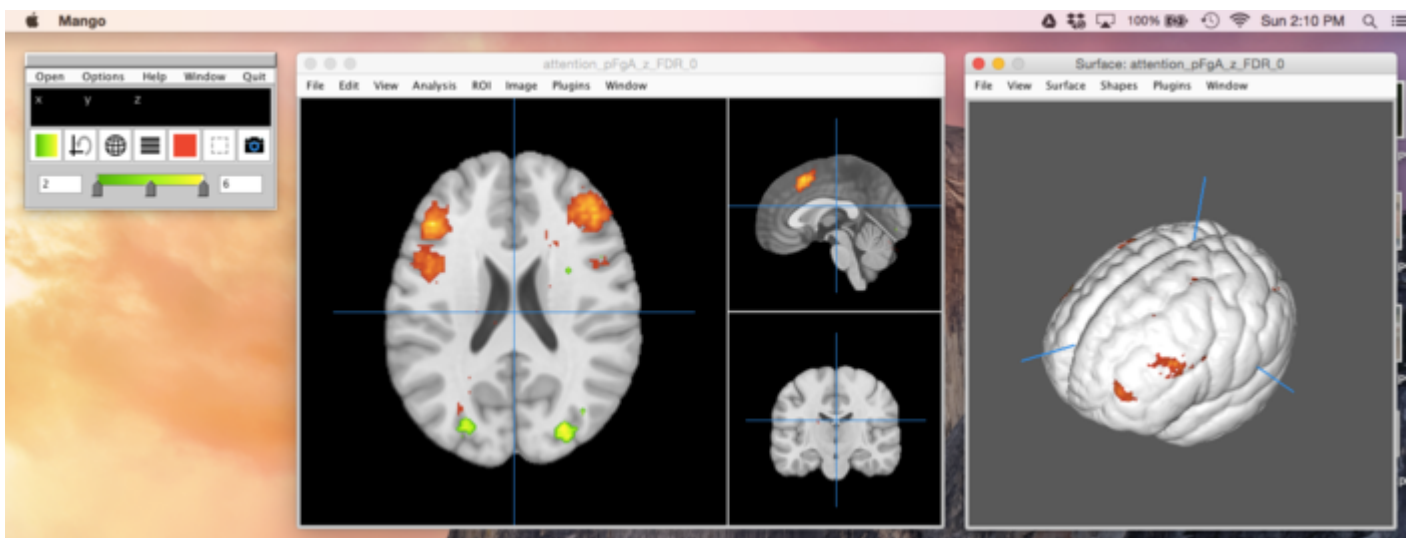 Mango 100% Sun 2:10 PM
Open Options Help Window Quit
x y z
2 6
attention_pFgA_z_FDR_0
File Edit View Analysis ROI Image Plugins Window
Surface: attention_pFgA_z_FDR_0
File View Surface Shapes Plugins Window